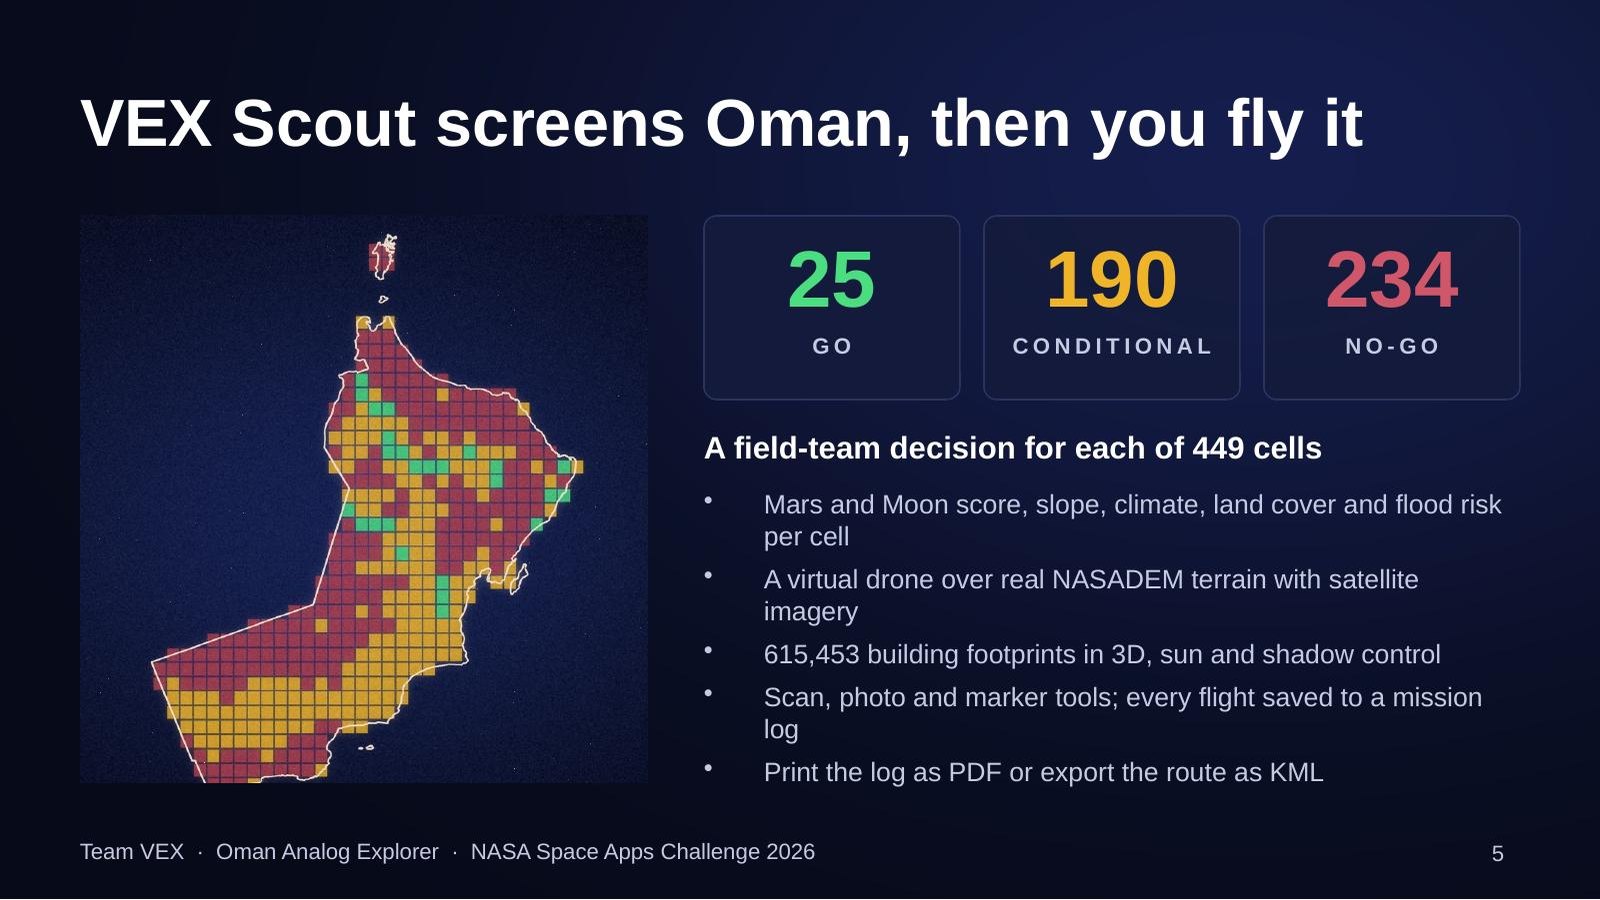 VEX Scout screens Oman, then you fly it
25
GO
190
CONDITIONAL
234
NO-GO
A field-team decision for each of 449 cells
• Mars and Moon score, slope, climate, land cover and flood risk
per cell
• A virtual drone over real NASADEM terrain with satellite
imagery
• 615,453 building footprints in 3D, sun and shadow control
• Scan, photo and marker tools; every flight saved to a mission
log
• Print the log as PDF or export the route as KML
Team VEX · Oman Analog Explorer · NASA Space Apps Challenge 2026
5